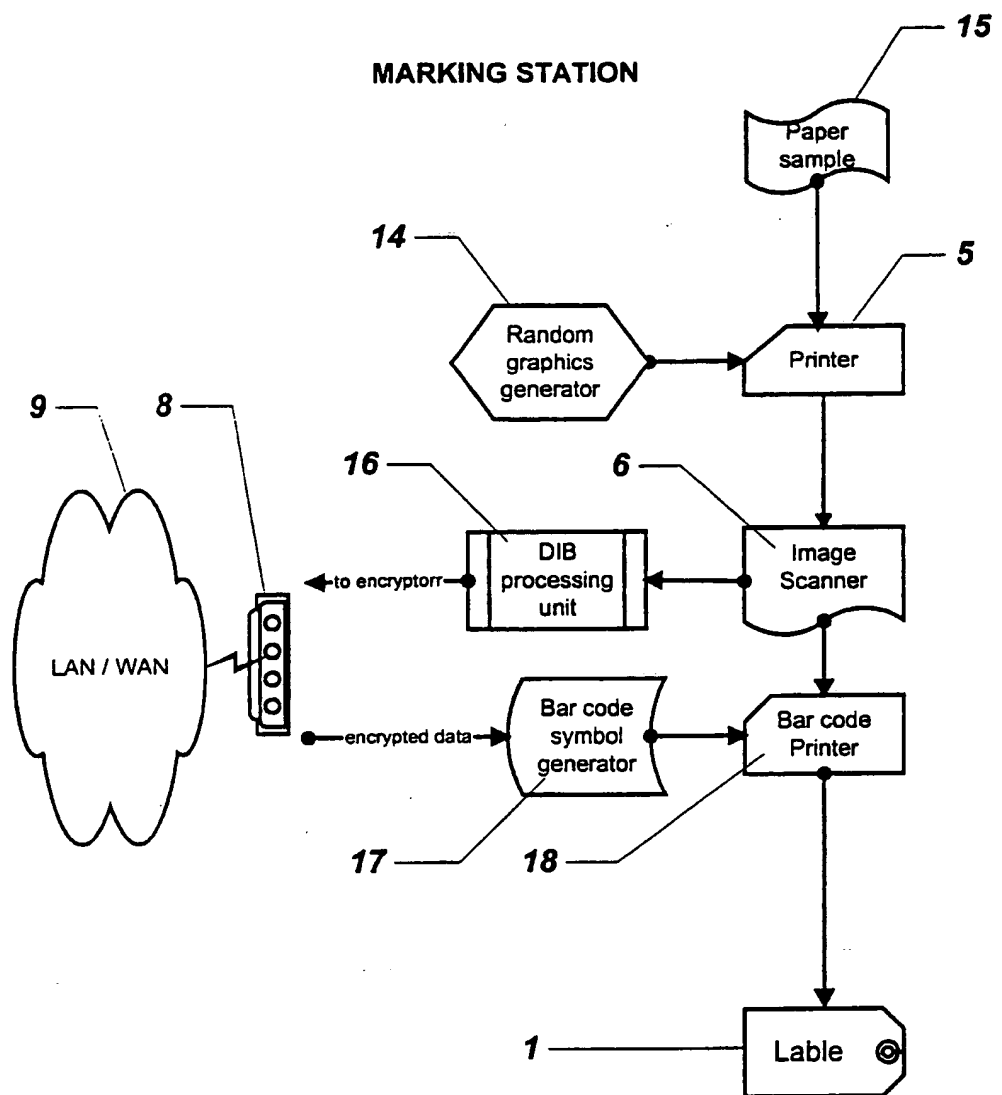 15
MARKING STATION
Paper
sample
14
5
Random
graphics
generator
Printer
9
8
16
6
DIB
processing
unit
Image
Scanner
to encryptorr
LAN / WAN
Bar code
symbol
generator
Bar code
Printer
encrypted data
17
18
1
Lable